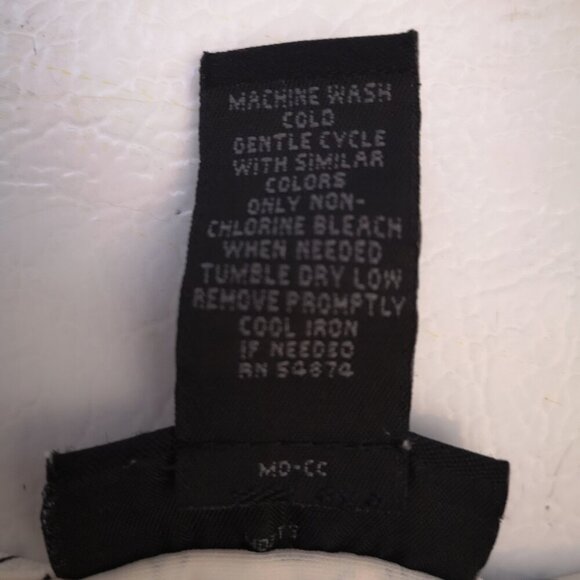 MACHINE WASH
COLD
GENTLE CYCLE
WITH SIMILAR
COLORS
ONLY NON-
CHLORINE BLEACH
WHEN NEEDED
TUMBLE DRY LOW
REMOVE PROMPTLY
COOL IRON
IF NEEDED
RN 54874
MO-CC